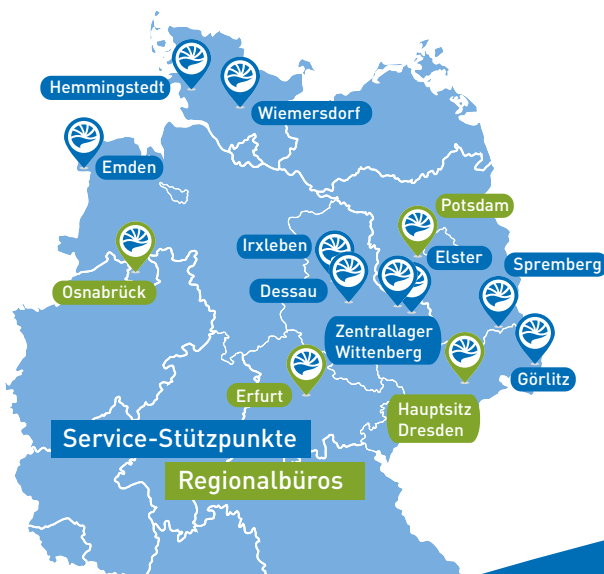 Hemmingstedt
Wiemersdorf
Emden
Potsdam
Irxleben
Elster
Spremberg
Osnabrück
Dessau
Zentrallager
Wittenberg
Görlitz
Erfurt
Hauptsitz
Dresden
Service-Stützpunkte
Regionalbüros